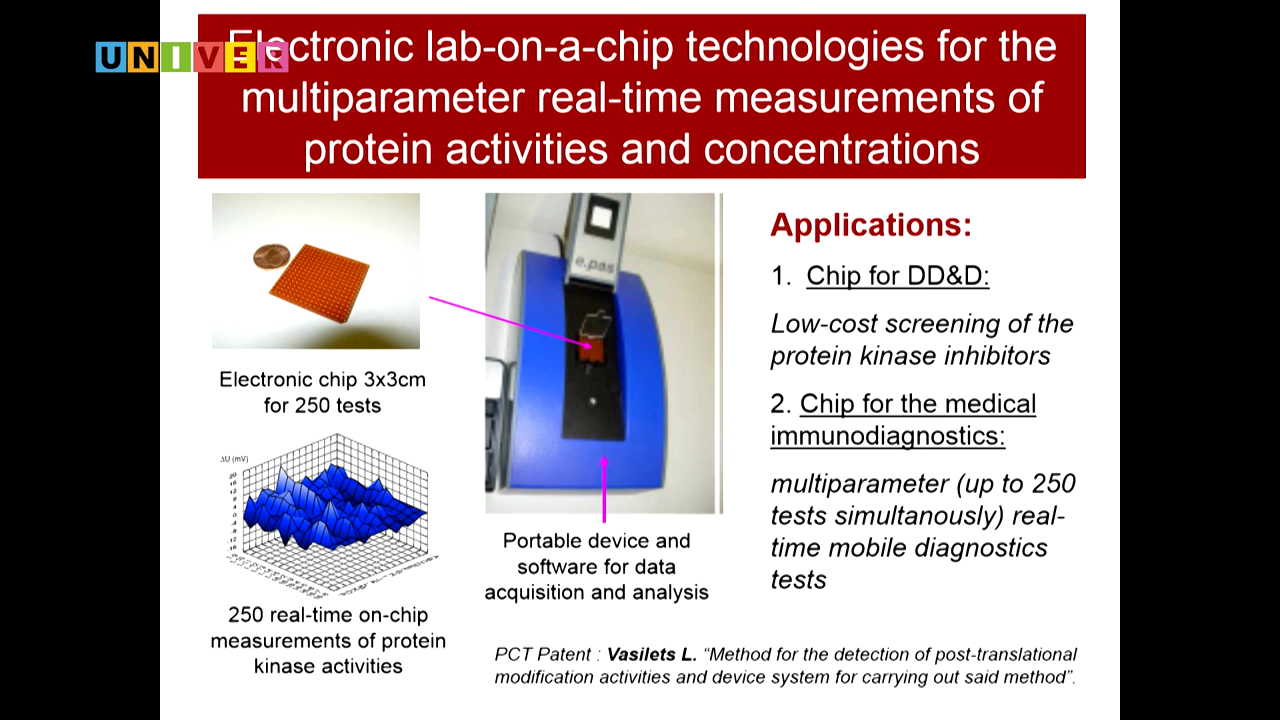 UNIVER
Electronic lab-on-a-chip technologies for the
multiparameter real-time measurements of
protein activities and concentrations
e.pas
Electronic chip 3x3cm
for 250 tests
ΔU (mV)
250 real-time on-chip
measurements of protein
kinase activities
Portable device and
software for data
acquisition and analysis
Applications:
1. Chip for DD&D:
Low-cost screening of the
protein kinase inhibitors
2. Chip for the medical
immunodiagnostics:
multiparameter (up to 250
tests simultanously) real-
time mobile diagnostics
tests
PCT Patent : Vasilets L. “Method for the detection of post-translational
modification activities and device system for carrying out said method”.